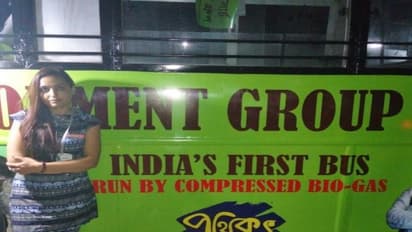 MENT GROUP
INDIA'S FIRST BUS
RUN BY COMPRESSED BIO-GAS